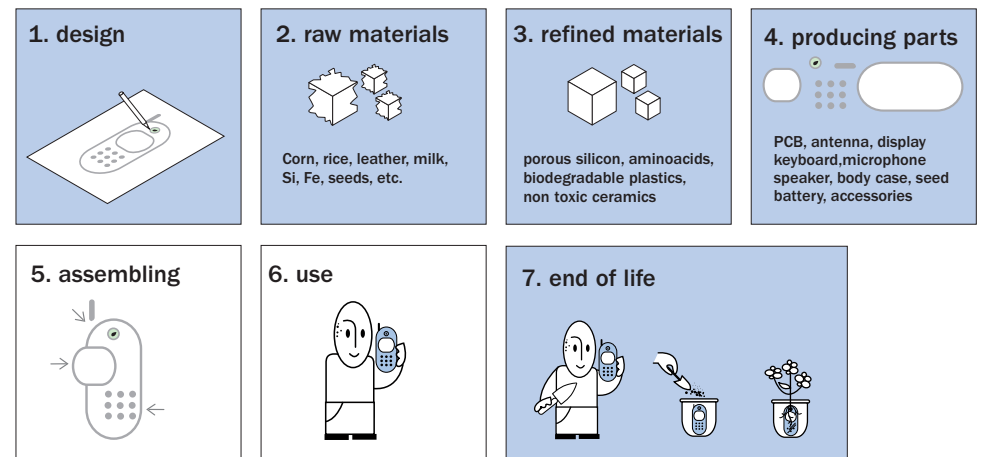 1. design
2. raw materials
Corn, rice, leather, milk,
Si, Fe, seeds, etc.
3. refined materials
porous silicon, aminoacids,
biodegradable plastics,
non toxic ceramics
4. producing parts
PCB, antenna, display
keyboard,microphone
speaker, body case, seed
battery, accessories
5. assembling
6. use
7. end of life